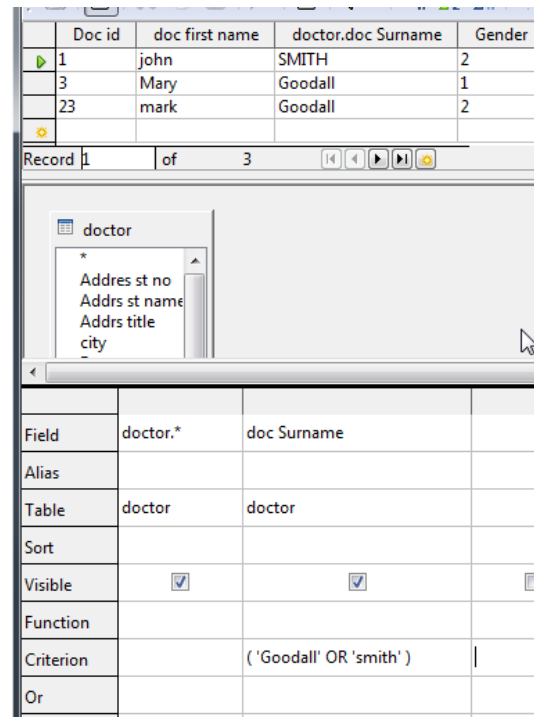 Doc id doc first name doctor.doc Surname Gender
1 john SMITH 2
3 Mary Goodall 1
23 mark Goodall 2
Record 1 of 3
doctor
*
Addres st no
Addrs st name
Addrs title
city
Field doctor.* doc Surname
Alias
Table doctor doctor
Sort
Visible
Function
Criterion ( 'Goodall' OR 'smith' )
Or